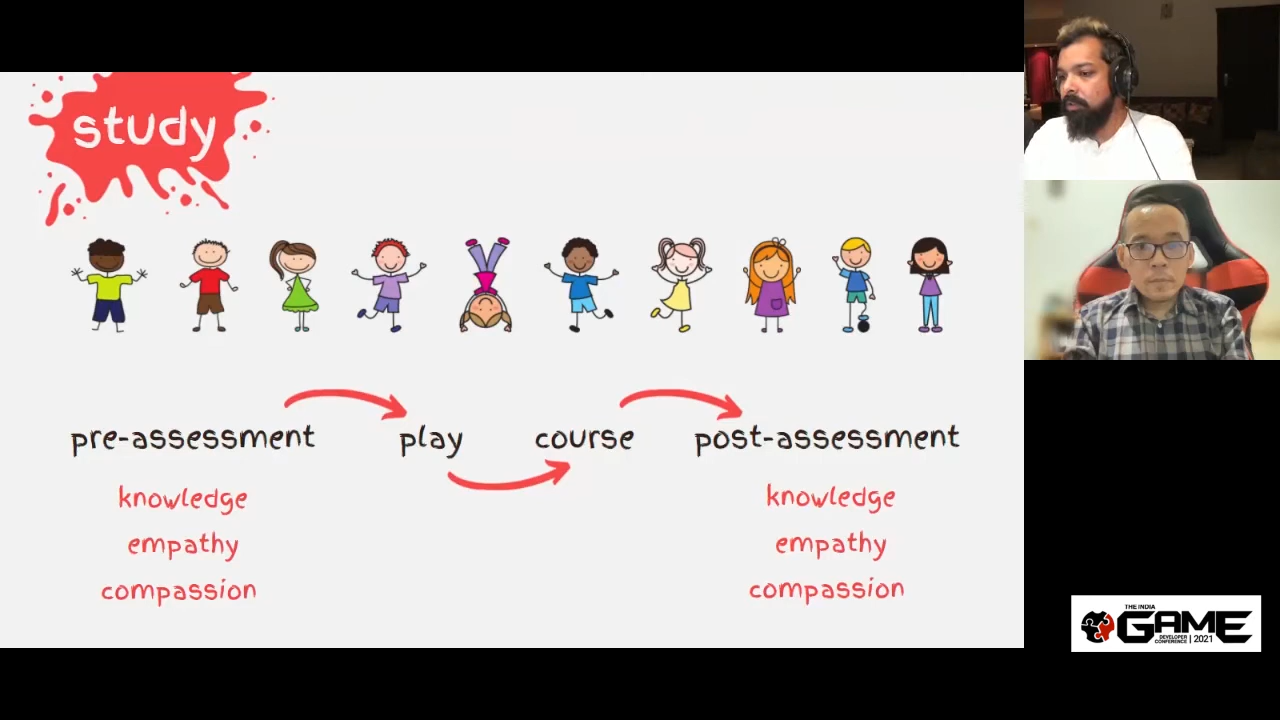 study
pre-assessment play course post-assessment
knowledge knowledge
empathy empathy
compassion compassion
THE INDIA
GAME
DEVELOPER
CONFERENCE | 2021